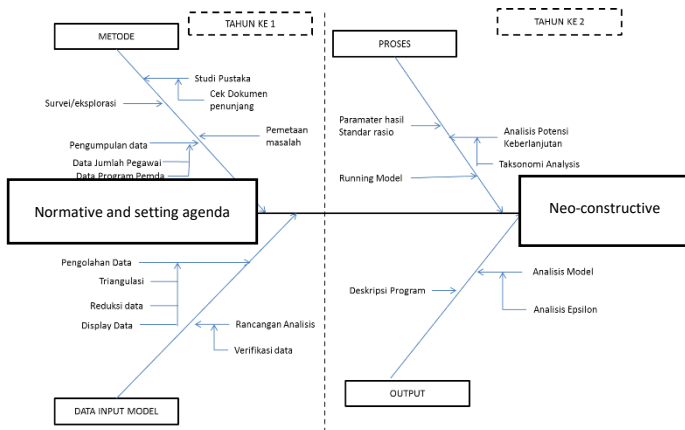 TAHUN KE 1
METODE
Studi Pustaka
Cek Dokumen
penunjang
Survei/eksplorasi
Pemetaan
masalah
Pengumpulan data
Data Jumlah Pegawai
Data Program Pemda
Normative and setting agenda
Pengolahan Data
Triangulasi
Reduksi data
Display Data
Rancangan Analisis
Verifikasi data
DATA INPUT MODEL
TAHUN KE 2
PROSES
Paramater hasil
Standar rasio
Analisis Potensi
Keberlanjutan
Taksonomi Analysis
Running Model
Neo-constructive
Analisis Model
Deskripsi Program
Analisis Epsilon
OUTPUT